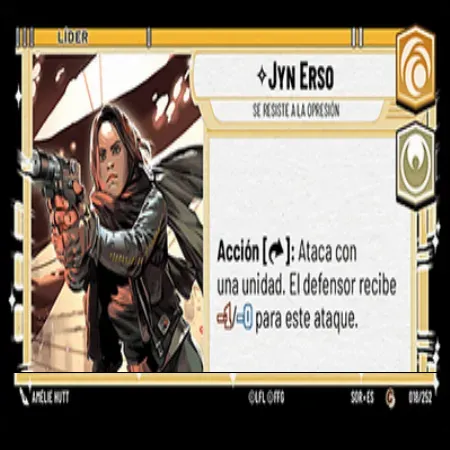 LÍDER
JYN ERSO
SE RESISTE A LA OPRESIÓN
Acción [ ]: Ataca con
una unidad. El defensor recibe
-1/-0 para este ataque.
AMÉLIE HUTT ©LFL ©FFG SOR•ES C 018/252